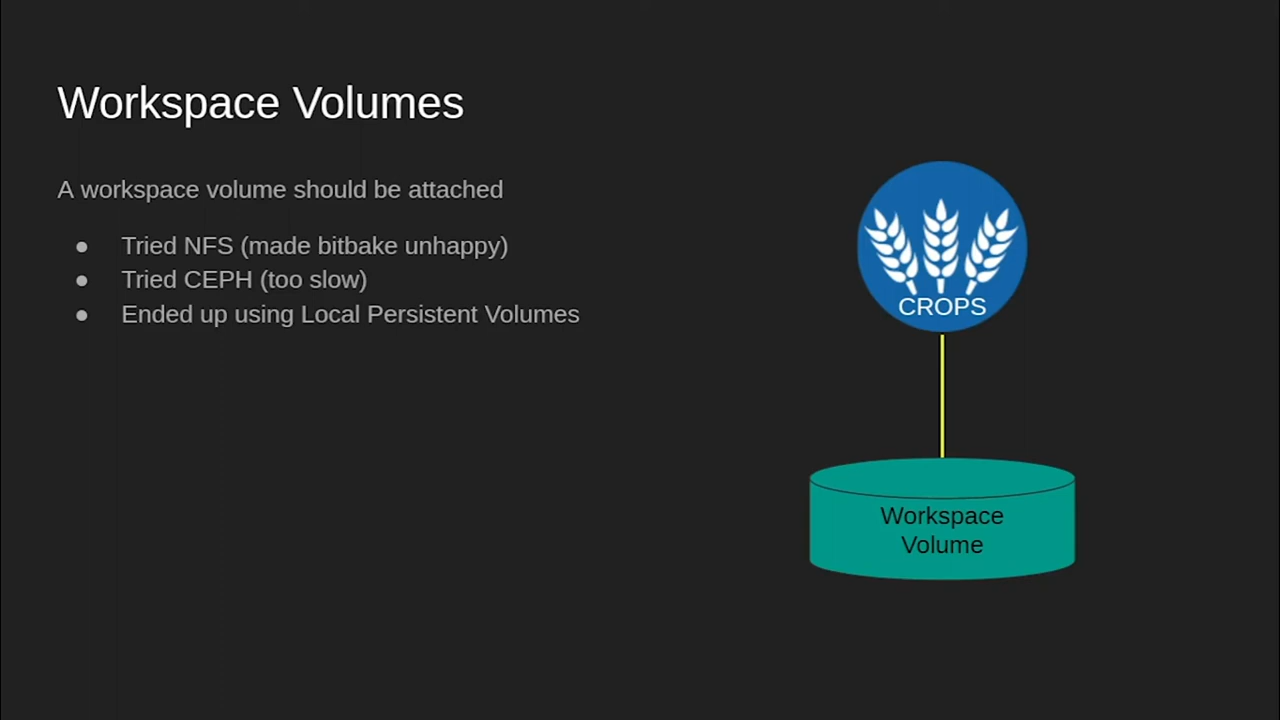 Workspace Volumes
A workspace volume should be attached
● Tried NFS (made bitbake unhappy)
● Tried CEPH (too slow)
● Ended up using Local Persistent Volumes
CROPS
Workspace
Volume